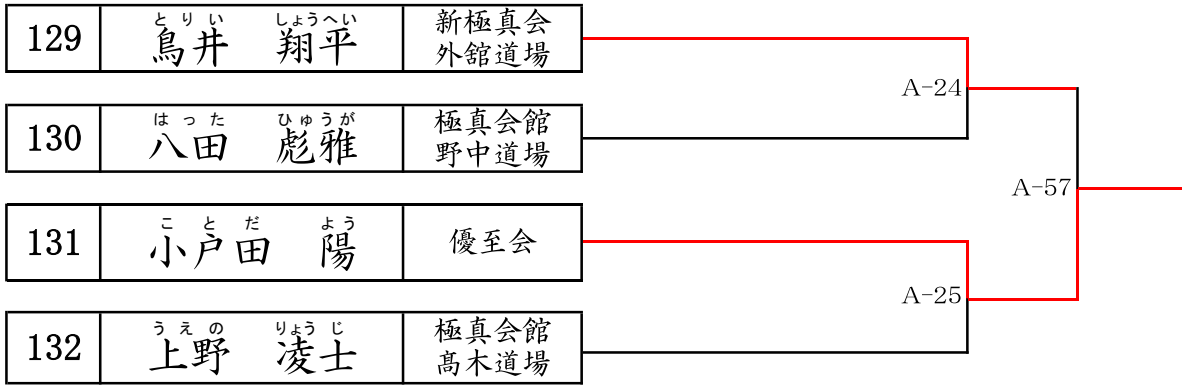 とりい しょうへい
129 鳥井 翔平 新極真会
外舘道場
A-24
はった ひゅうが
130 八田 彪雅 極真会館
野中道場
A-57
ことだ よう
131 小戸田 陽 優至会
A-25
うえの りょうじ
132 上野 凌士 極真会館
髙木道場